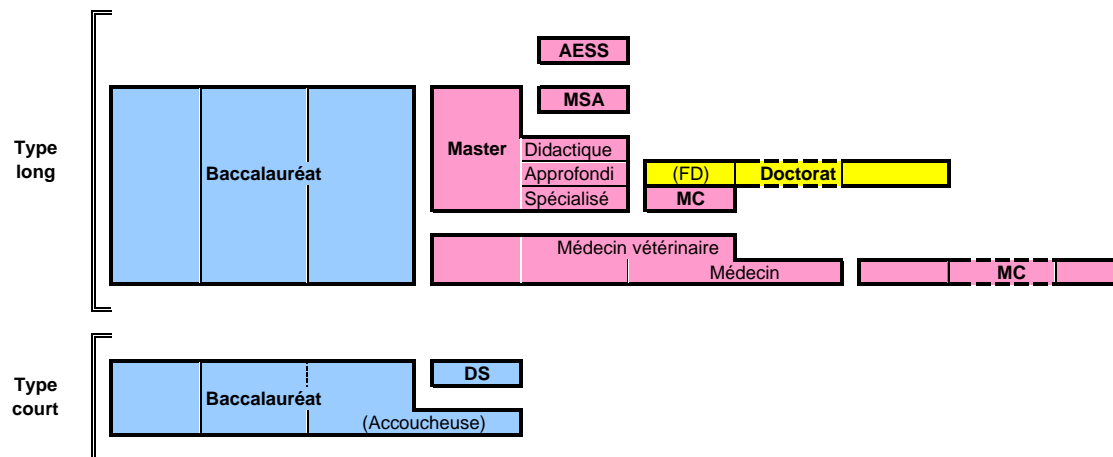 AESS
MSA
Type
long
Baccalauréat
Master
Didactique
Approfondi
Spécialisé
(FD)
Doctorat
MC
Médecin vétérinaire
Médecin
MC
Type
court
Baccalauréat
DS
(Accoucheuse)